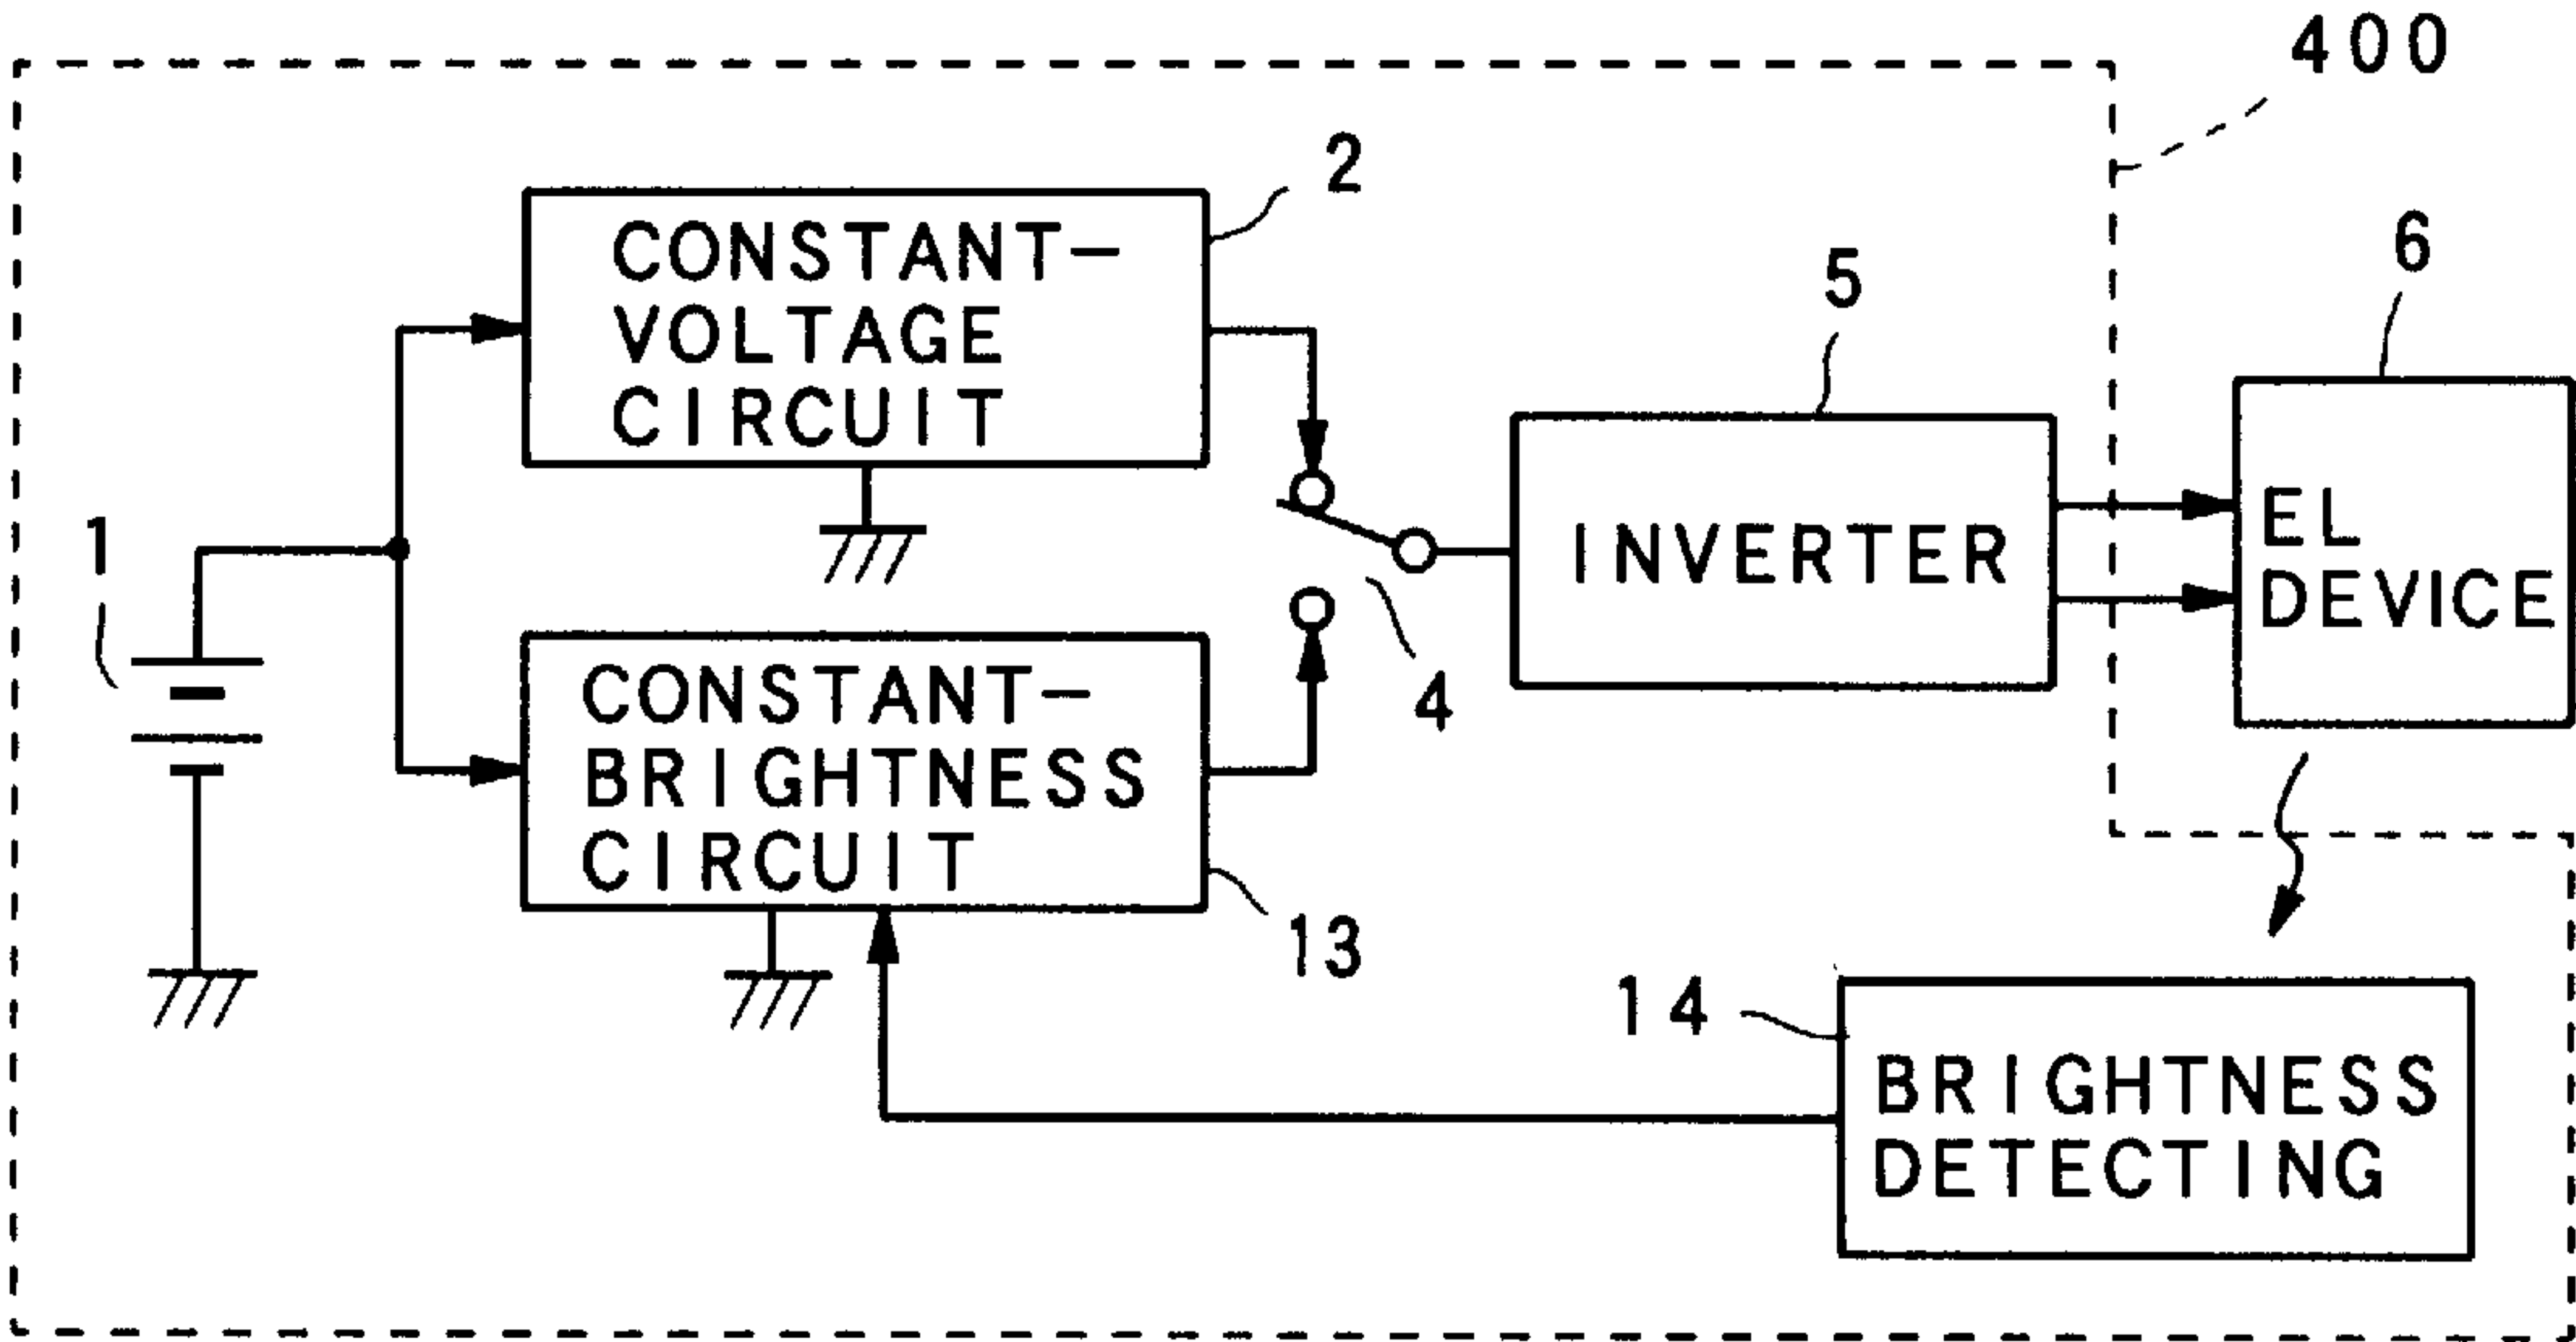 400
2
CONSTANT-
VOLTAGE
CIRCUIT
6
5
1
INVERTER
EL
DEVICE
4
CONSTANT-
BRIGHTNESS
CIRCUIT
13
14
BRIGHTNESS
DETECTING